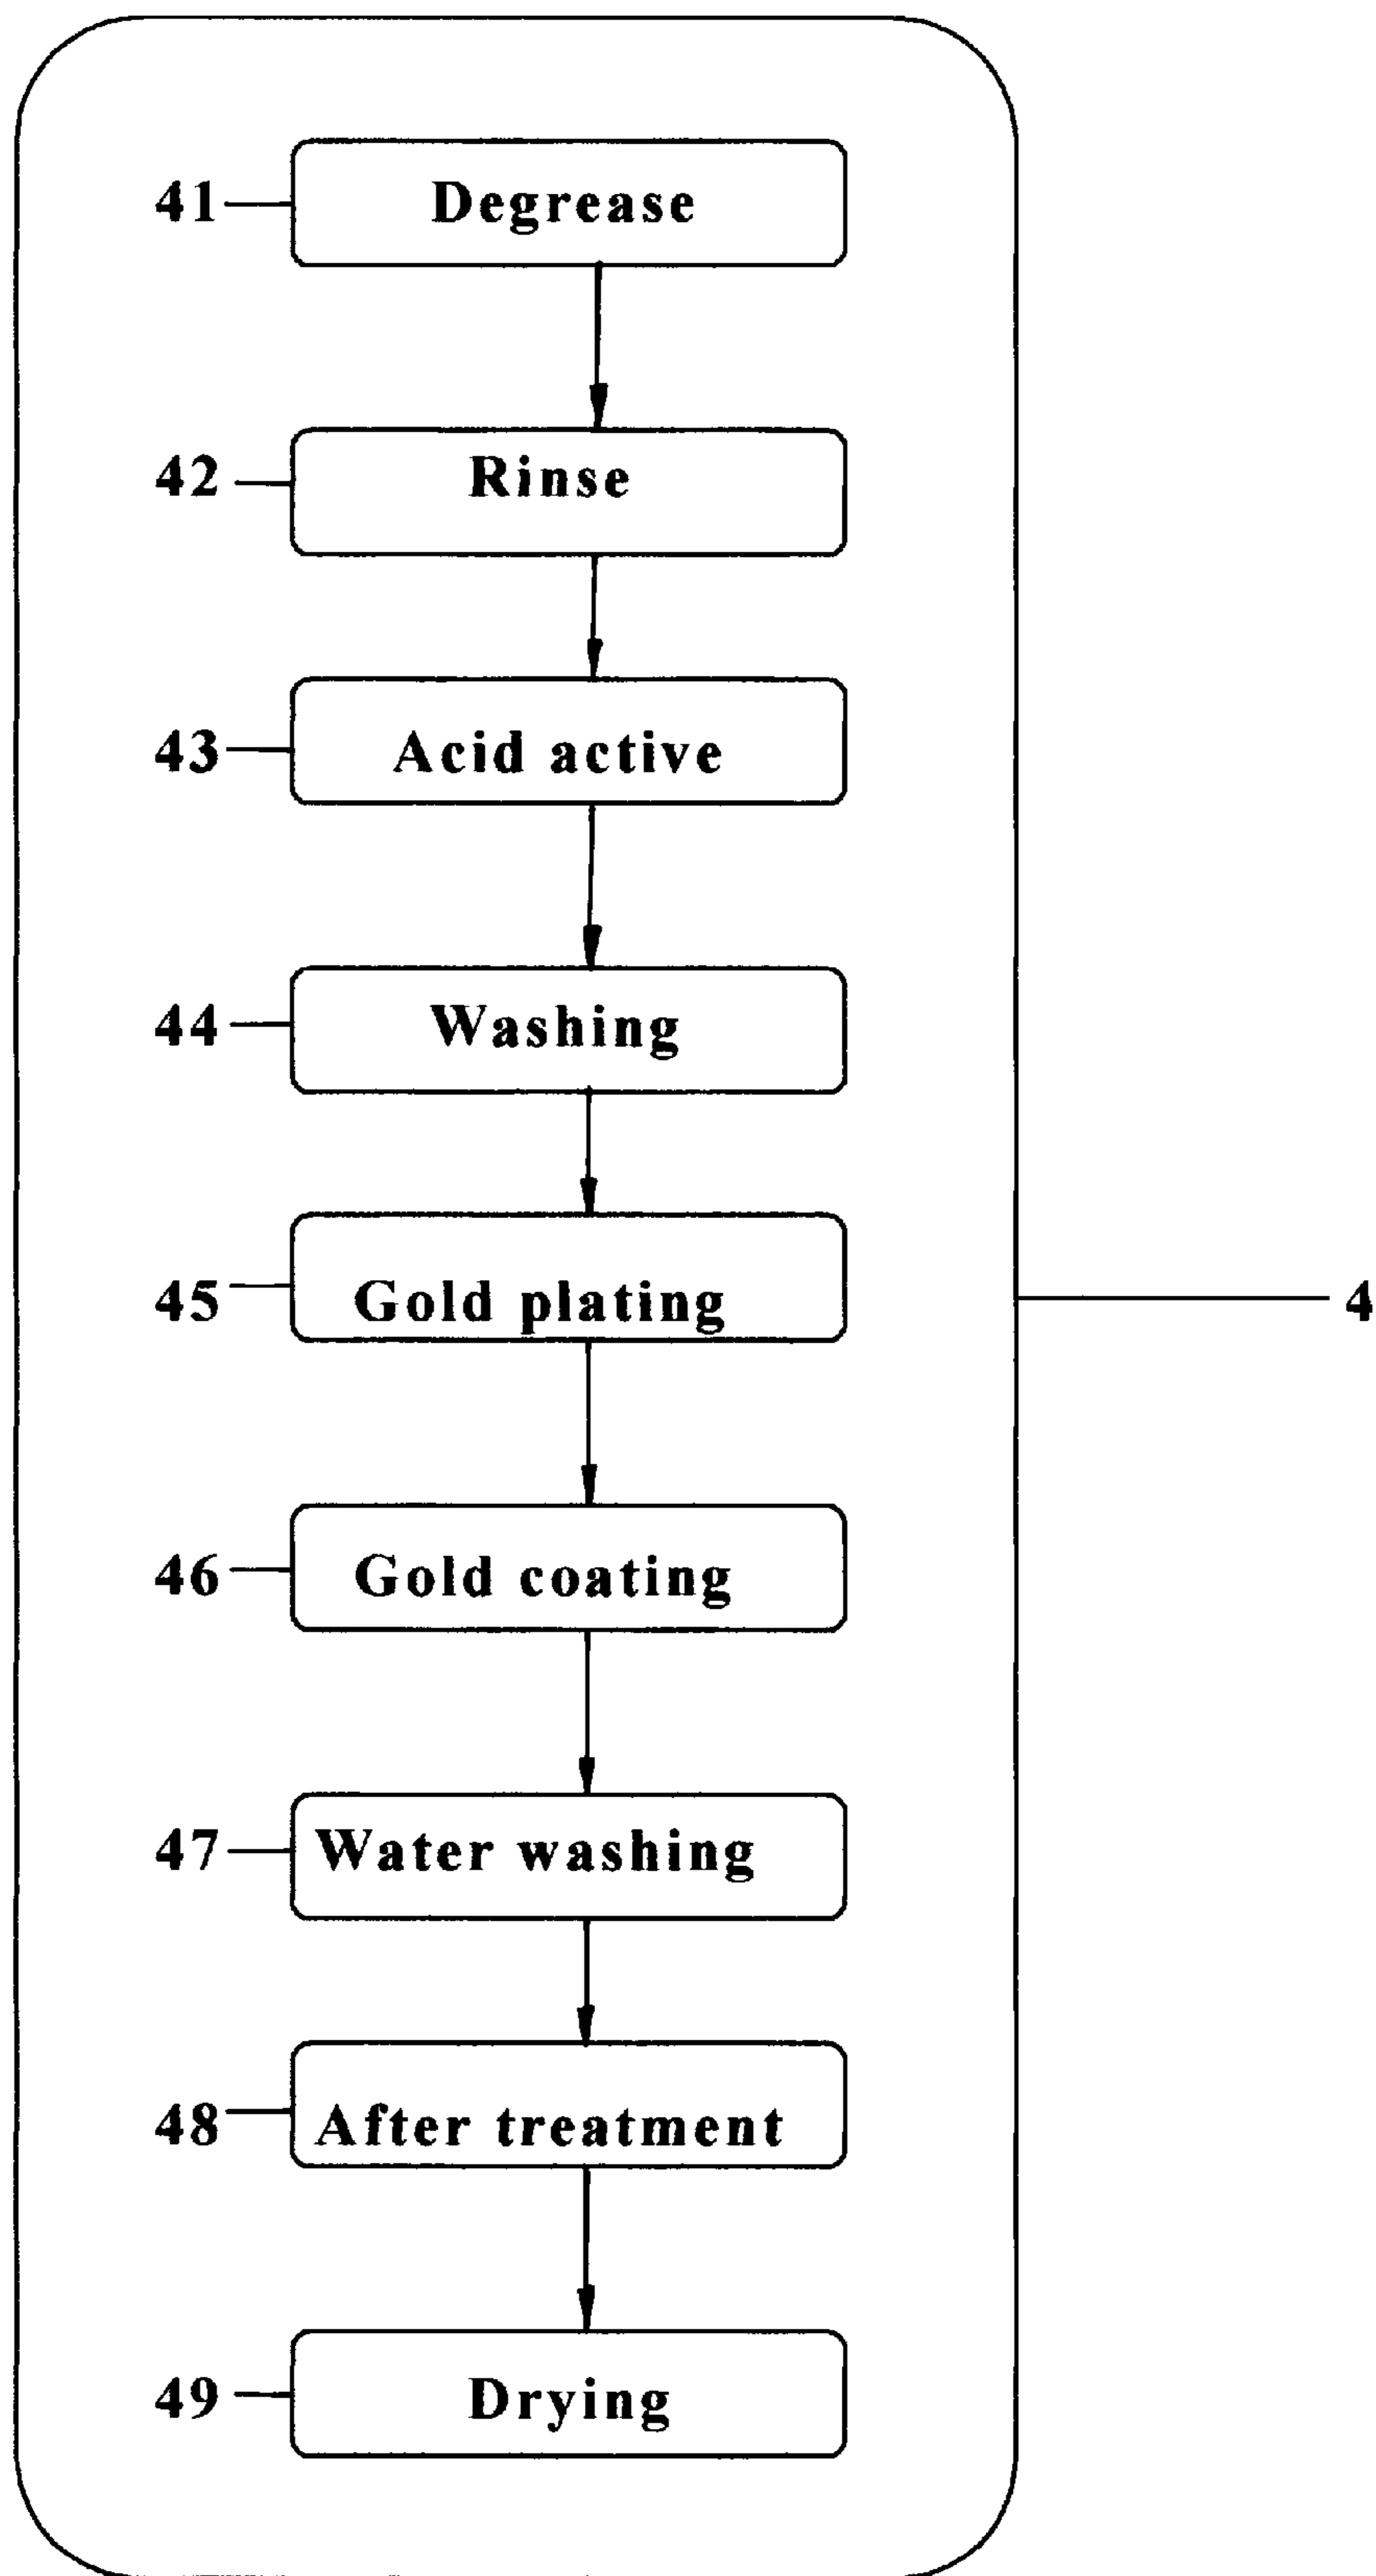 41 Degrease
42 Rinse
43 Acid active
44 Washing
45 Gold plating 4
46 Gold coating
47 Water washing
48 After treatment
49 Drying